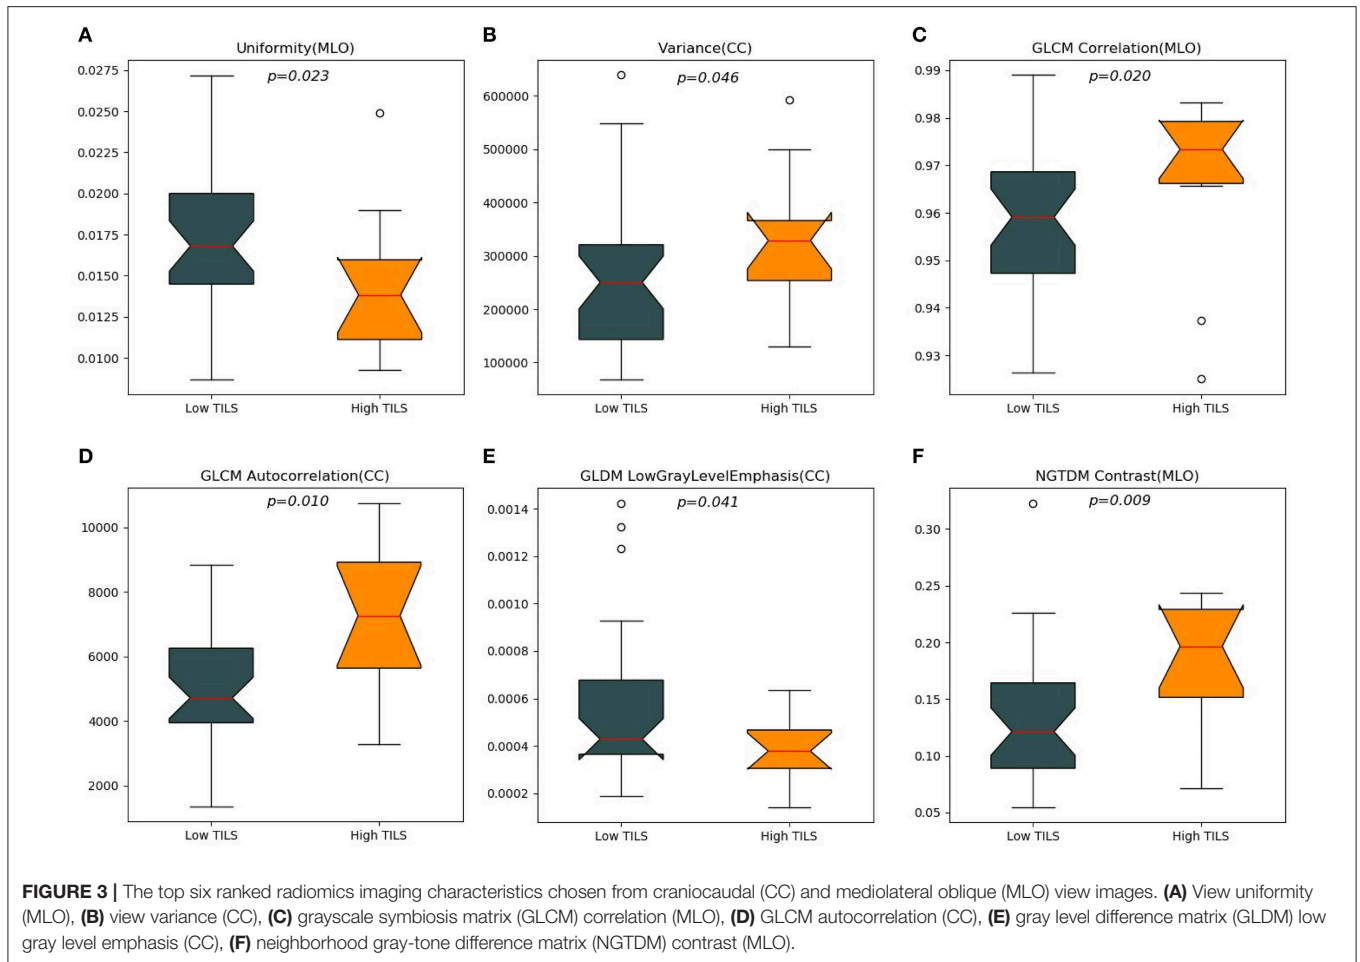 A
Uniformity(MLO)
p=0.023
0.0275
0.0250
0.0225
0.0200
0.0175
0.0150
0.0125
0.0100
Low TILS
High TILS
B
Variance(CC)
p=0.046
600000
500000
400000
300000
200000
100000
Low TILS
High TILS
C
GLCM Correlation(MLO)
p=0.020
0.99
0.98
0.97
0.96
0.95
0.94
0.93
Low TILS
High TILS
D
GLCM Autocorrelation(CC)
p=0.010
10000
8000
6000
4000
2000
Low TILS
High TILS
E
GLDM LowGrayLevelEmphasis(CC)
p=0.041
0.0014
0.0012
0.0010
0.0008
0.0006
0.0004
0.0002
Low TILS
High TILS
F
NGTDM Contrast(MLO)
p=0.009
0.30
0.25
0.20
0.15
0.10
0.05
Low TILS
High TILS
FIGURE 3 | The top six ranked radiomics imaging characteristics chosen from craniocaudal (CC) and mediolateral oblique (MLO) view images. (A) View uniformity
(MLO), (B) view variance (CC), (C) grayscale symbiosis matrix (GLCM) correlation (MLO), (D) GLCM autocorrelation (CC), (E) gray level difference matrix (GLDM) low
gray level emphasis (CC), (F) neighborhood gray-tone difference matrix (NGTDM) contrast (MLO).